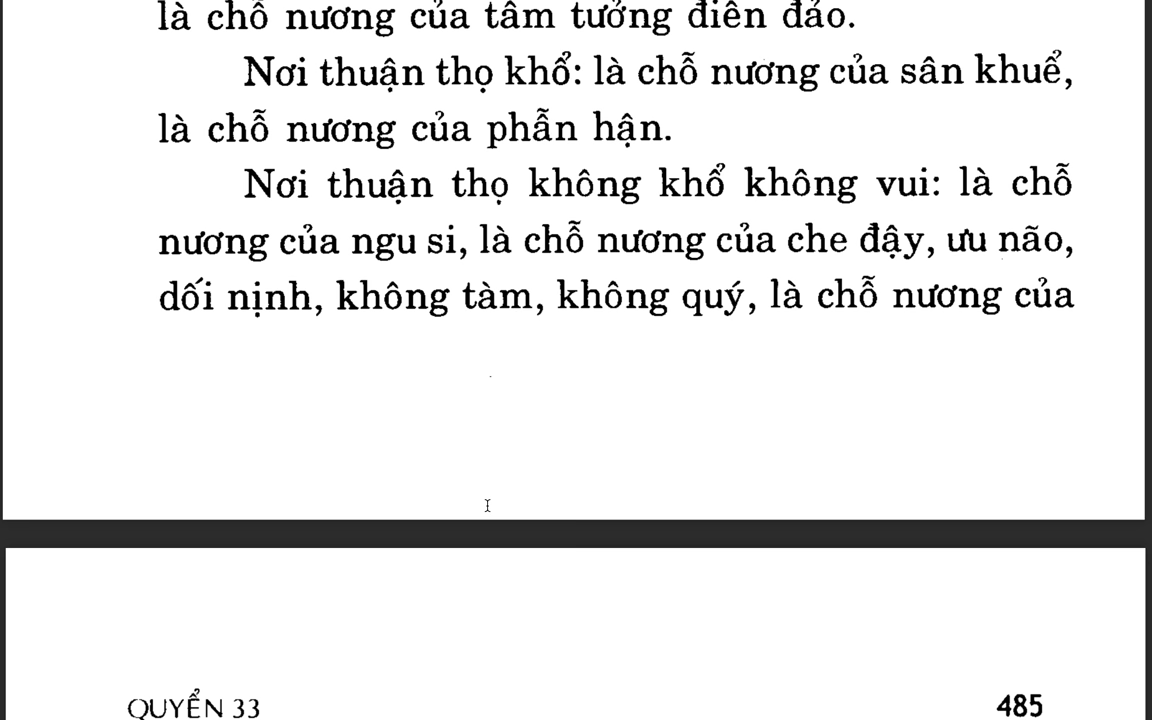 là chỗ nương của tâm tưởng điên đảo.
Nơi thuận thọ khổ: là chỗ nương của sân khuể,
là chỗ nương của phẫn hận.
Nơi thuận thọ không khổ không vui: là chỗ
nương của ngu si, là chỗ nương của che đậy, ưu não,
dối nịnh, không tàm, không quý, là chỗ nương của
QUYỂN 33 485